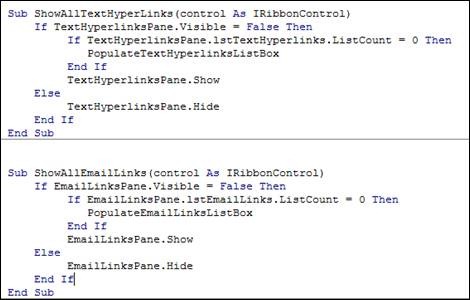 Sub ShowAllTextHyperLinks(control As IRibbonControl)
    If TextHyperlinksPane.Visible = False Then
        If TextHyperlinksPane.lstTextHyperlinks.ListCount = 0 Then
            PopulateTextHyperlinksListBox
        End If
        TextHyperlinksPane.Show
    Else
        TextHyperlinksPane.Hide
    End If
End Sub
Sub ShowAllEmailLinks(control As IRibbonControl)
    If EmailLinksPane.Visible = False Then
        If EmailLinksPane.lstEmailLinks.ListCount = 0 Then
            PopulateEmailLinksListBox
        End If
        EmailLinksPane.Show
    Else
        EmailLinksPane.Hide
    End If
End Sub